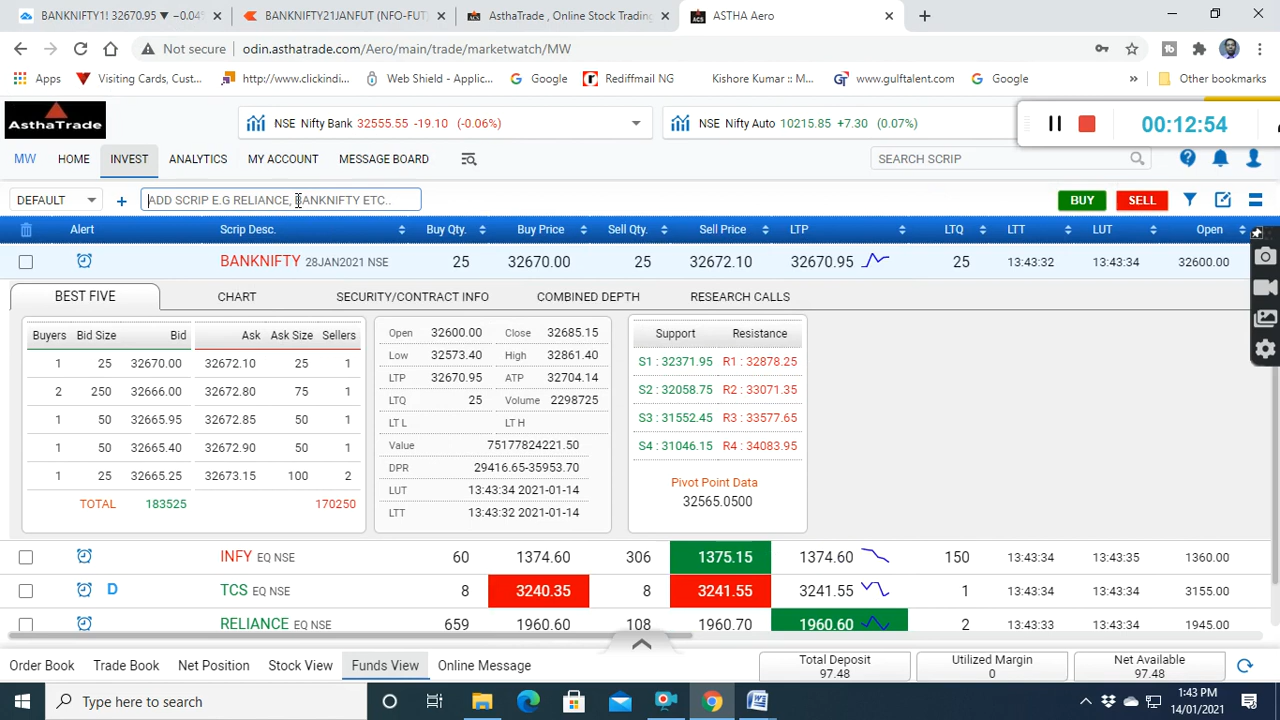 BANKNIFTY1! 32670.95 ▼ −0.04%
BANKNIFTY21JANFUT (NFO-FUT
AsthaTrade , Online Stock Trading
ASTHA Aero
Not secure
odin.asthatrade.com/Aero/main/trade/marketwatch/MW
Apps
Visiting Cards, Cust...
http://www.clickindi...
Web Shield - Applic...
Google
Rediffmail NG
Kishore Kumar :: M...
www.gulftalent.com
Google
»
Other bookmarks
AsthaTrade
NSE Nifty Bank 32555.55 -19.10 (-0.06%)
NSE Nifty Auto 10215.85 +7.30 (0.07%)
00:12:54
MW HOME INVEST ANALYTICS MY ACCOUNT MESSAGE BOARD
SEARCH SCRIP
DEFAULT
ADD SCRIP E.G RELIANCE, BANKNIFTY ETC..
BUY SELL
Alert Scrip Desc. Buy Qty. Buy Price Sell Qty. Sell Price LTP LTQ LTT LUT Open
BANKNIFTY 28JAN2021 NSE 25 32670.00 25 32672.10 32670.95 25 13:43:32 13:43:34 32600.00
BEST FIVE CHART SECURITY/CONTRACT INFO COMBINED DEPTH RESEARCH CALLS
Buyers Bid Size Bid Ask Ask Size Sellers
1 25 32670.00 32672.10 25 1
2 250 32666.00 32672.80 75 1
1 50 32665.95 32672.85 50 1
1 50 32665.40 32672.90 50 1
1 25 32665.25 32673.15 100 2
TOTAL 183525 170250
Open 32600.00 Close 32685.15
Low 32573.40 High 32861.40
LTP 32670.95 ATP 32704.14
LTQ 25 Volume 2298725
LT L LT H
Value 75177824221.50
DPR 29416.65-35953.70
LUT 13:43:34 2021-01-14
LTT 13:43:32 2021-01-14
Support Resistance
S1 : 32371.95 R1 : 32878.25
S2 : 32058.75 R2 : 33071.35
S3 : 31552.45 R3 : 33577.65
S4 : 31046.15 R4 : 34083.95
Pivot Point Data
32565.0500
INFY EQ NSE 60 1374.60 306 1375.15 1374.60 150 13:43:34 13:43:35 1360.00
D TCS EQ NSE 8 3240.35 8 3241.55 3241.55 1 13:43:33 13:43:34 3155.00
RELIANCE EQ NSE 659 1960.60 108 1960.70 1960.60 2 13:43:33 13:43:34 1945.00
Order Book Trade Book Net Position Stock View Funds View Online Message
Total Deposit
97.48
Utilized Margin
0
Net Available
97.48
Type here to search
1:43 PM
14/01/2021